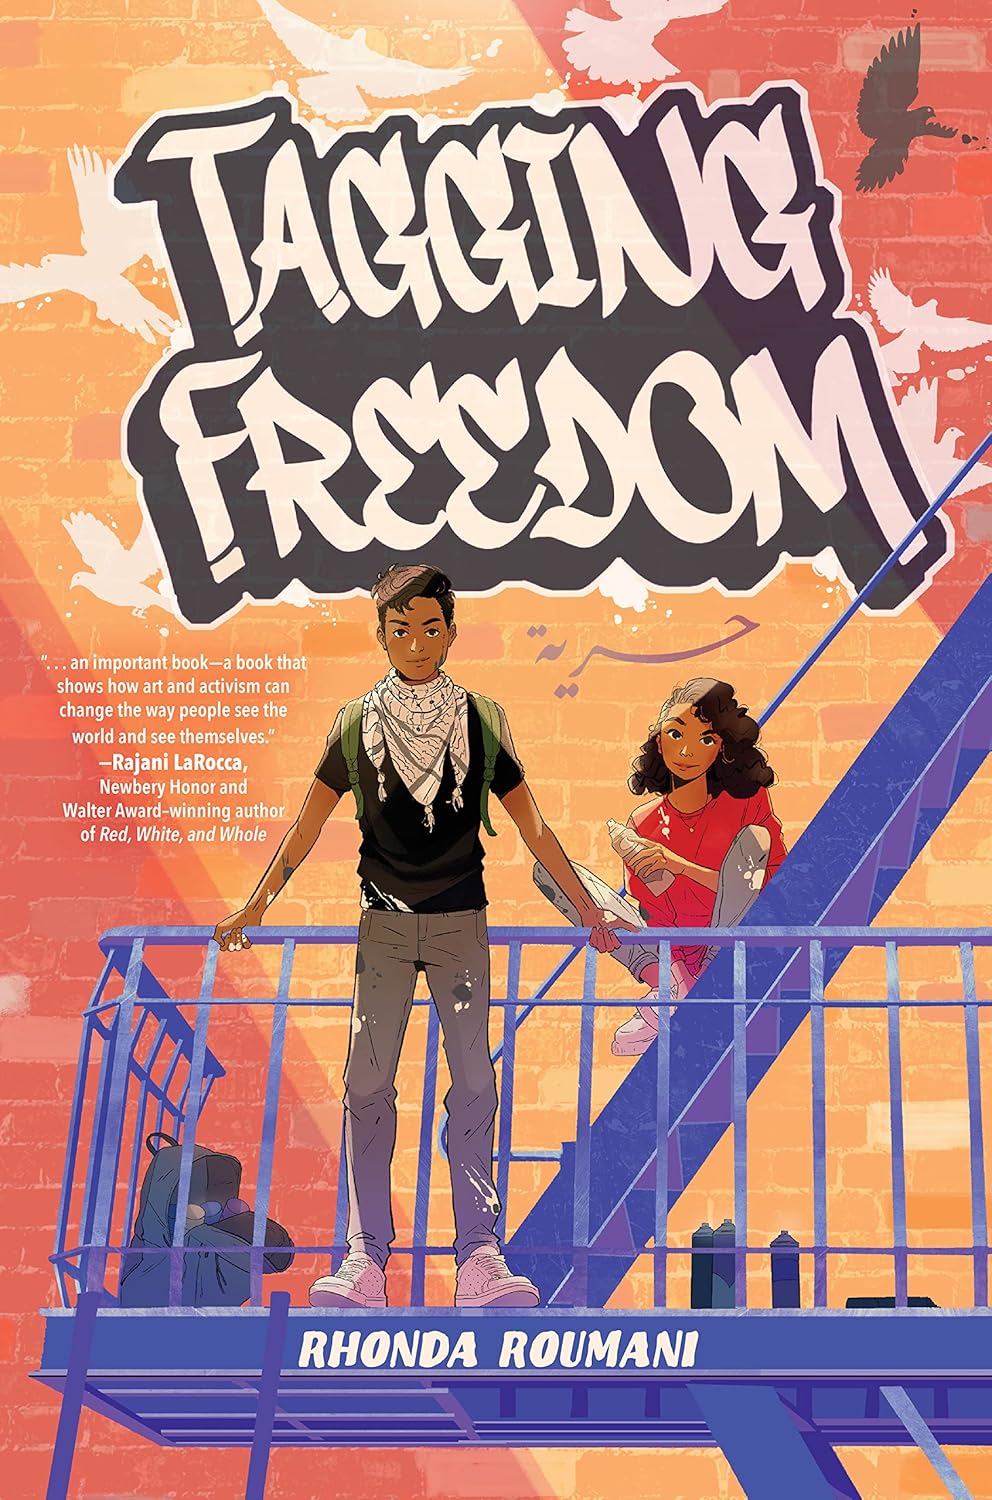 TAGGING
FREEDOM
حرية
“. . . an important book—a book that
shows how art and activism can
change the way people see the
world and see themselves.”
—Rajani LaRocca,
Newbery Honor and
Walter Award–winning author
of Red, White, and Whole
RHONDA ROUMANI